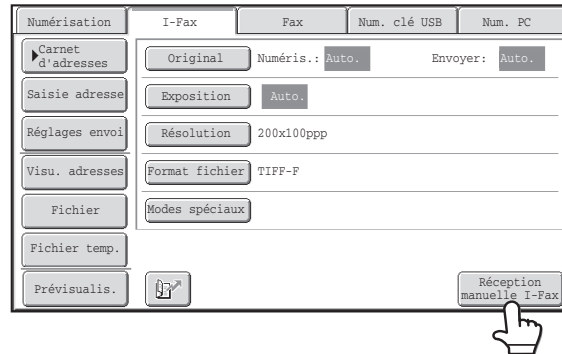 Numérisation
I-Fax
Fax
Num. clé USB
Num. PC
Carnet
d'adresses
Original
Numéris.: Auto.
Envoyer: Auto.
Saisie adresse
Exposition
Auto.
Réglages envoi
Résolution
200x100ppp
Visu. adresses
Format fichier
TIFF-F
Fichier
Modes spéciaux
Fichier temp.
Prévisualis.
Réception
manuelle I-Fax